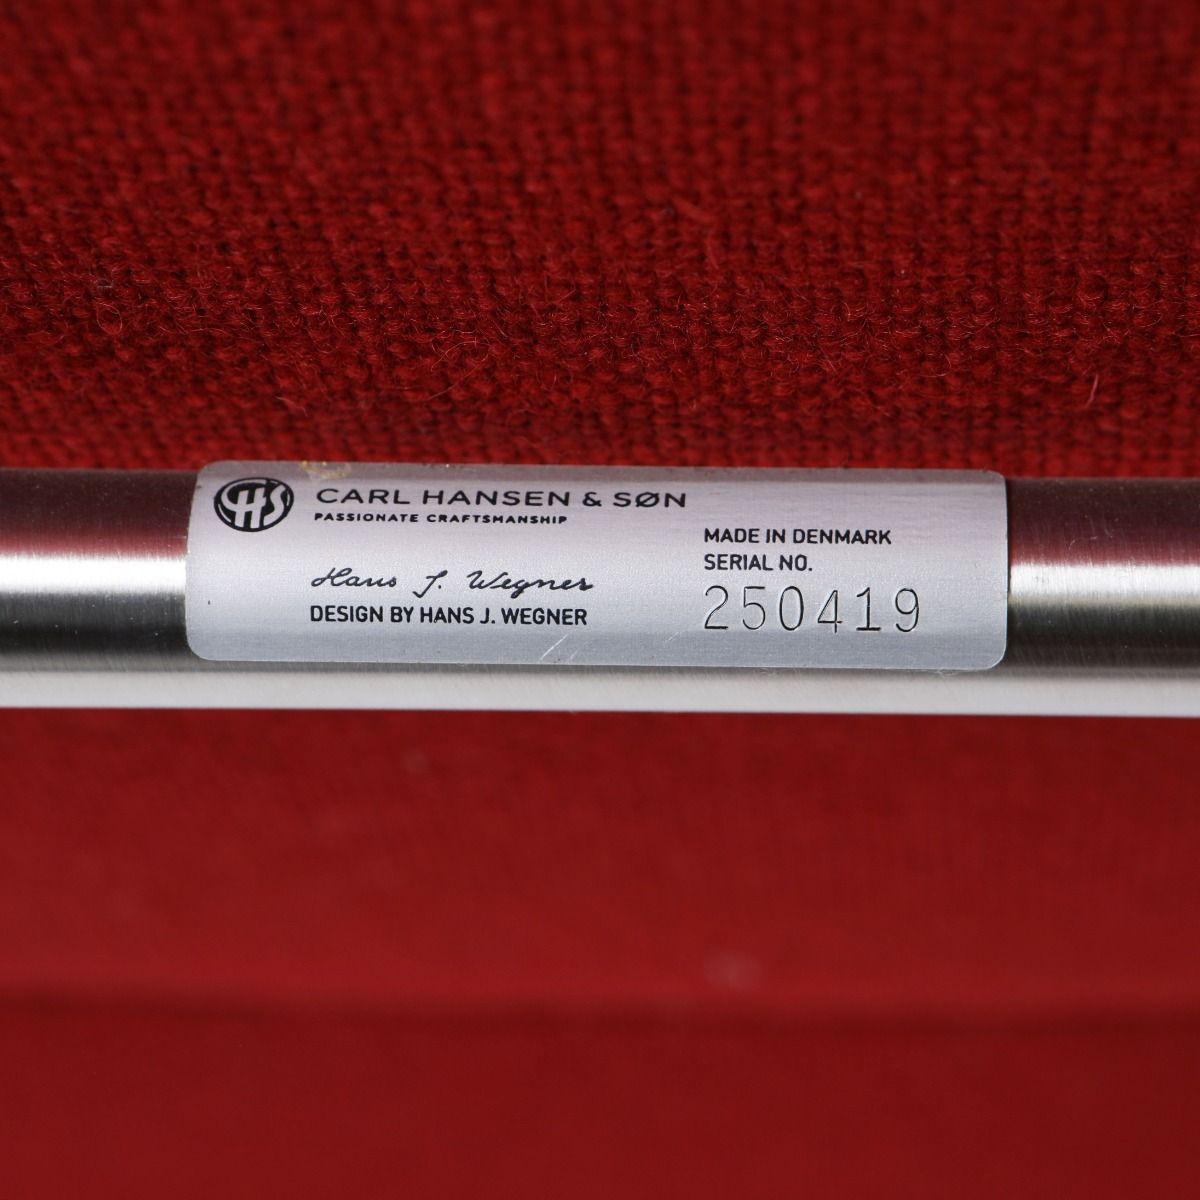 CHS
CARL HANSEN & SØN
PASSIONATE CRAFTSMANSHIP
Hans J. Wegner
DESIGN BY HANS J. WEGNER
MADE IN DENMARK
SERIAL NO.
250419